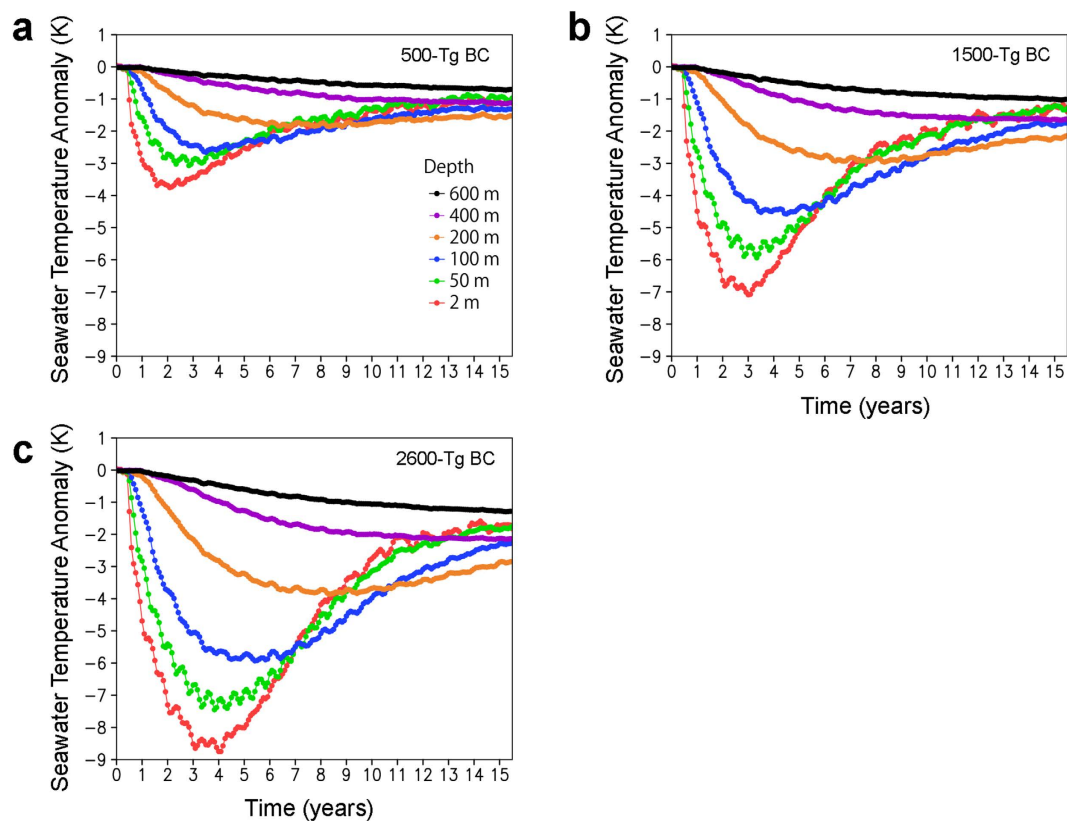 a
500-Tg BC
Seawater Temperature Anomaly (K)
1
0
−1
−2
−3
−4
−5
−6
−7
−8
−9
Depth
600 m
400 m
200 m
100 m
50 m
2 m
0 1 2 3 4 5 6 7 8 9 10 11 12 13 14 15
b
1500-Tg BC
Seawater Temperature Anomaly (K)
1
0
−1
−2
−3
−4
−5
−6
−7
−8
−9
0 1 2 3 4 5 6 7 8 9 10 11 12 13 14 15
Time (years)
c
2600-Tg BC
Seawater Temperature Anomaly (K)
1
0
−1
−2
−3
−4
−5
−6
−7
−8
−9
0 1 2 3 4 5 6 7 8 9 10 11 12 13 14 15
Time (years)